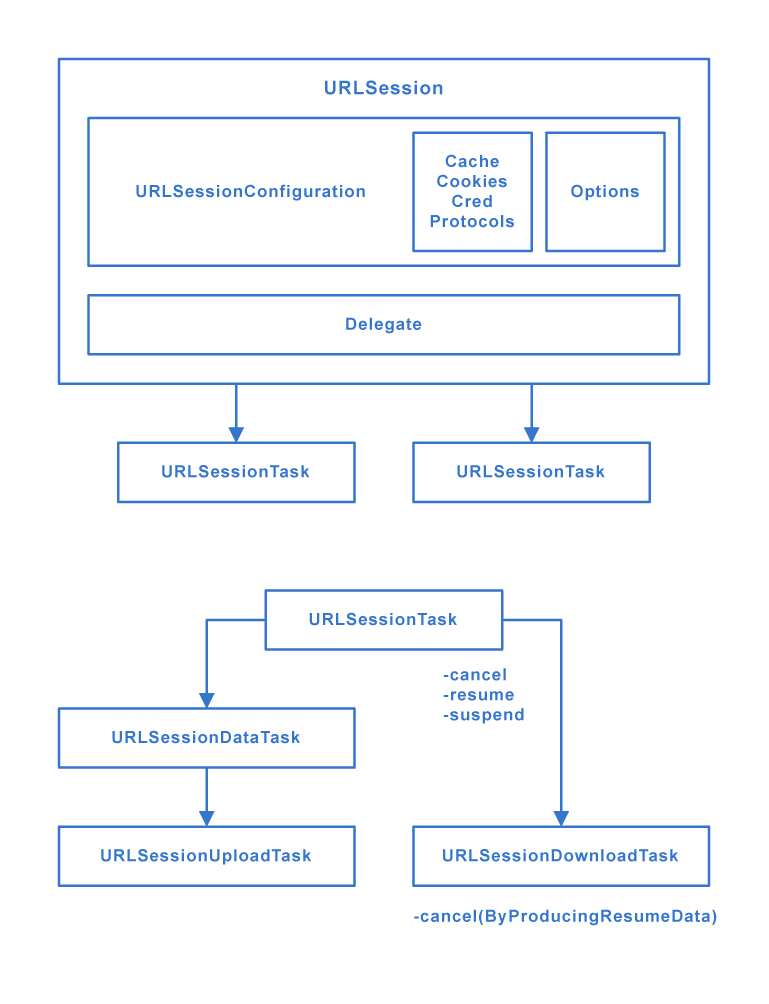 URLSession
URLSessionConfiguration
Cache
Cookies
Cred
Protocols
Options
Delegate
URLSessionTask
URLSessionTask
URLSessionTask
-cancel
-resume
-suspend
URLSessionDataTask
URLSessionUploadTask
URLSessionDownloadTask
-cancel(ByProducingResumeData)